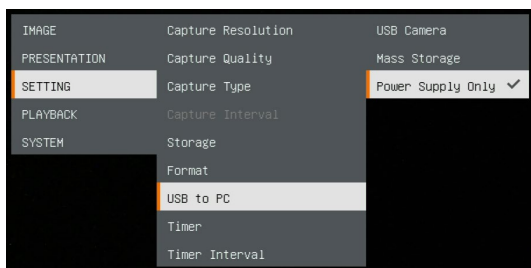 IMAGE
PRESENTATION
SETTING
PLAYBACK
SYSTEM
Capture Resolution
Capture Quality
Capture Type
Capture Interval
Storage
Format
USB to PC
Timer
Timer Interval
USB Camera
Mass Storage
Power Supply Only